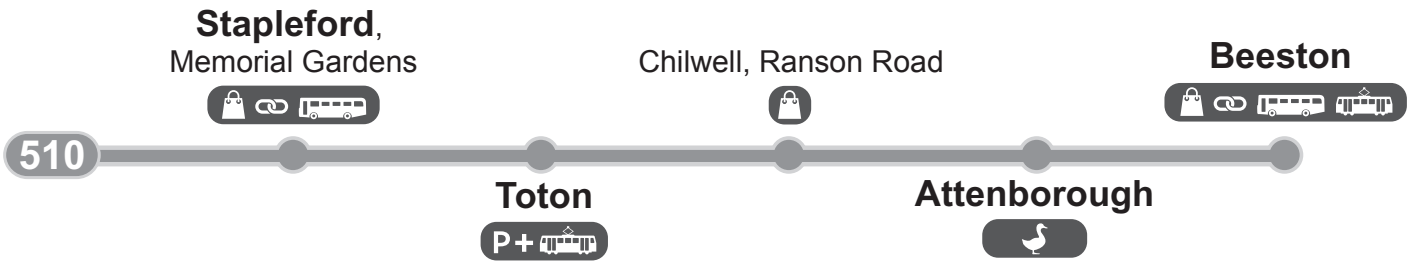 Stapleford,
Memorial Gardens
Chilwell, Ranson Road
Beeston
510
Toton
P+
Attenborough